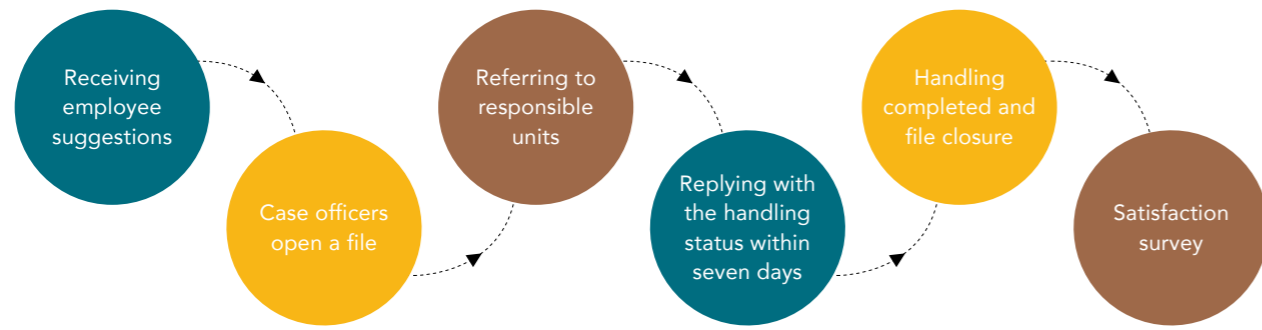 Receiving
employee
suggestions
Case officers
open a file
Referring to
responsible
units
Replying with
the handling
status within
seven days
Handling
completed and
file closure
Satisfaction
survey